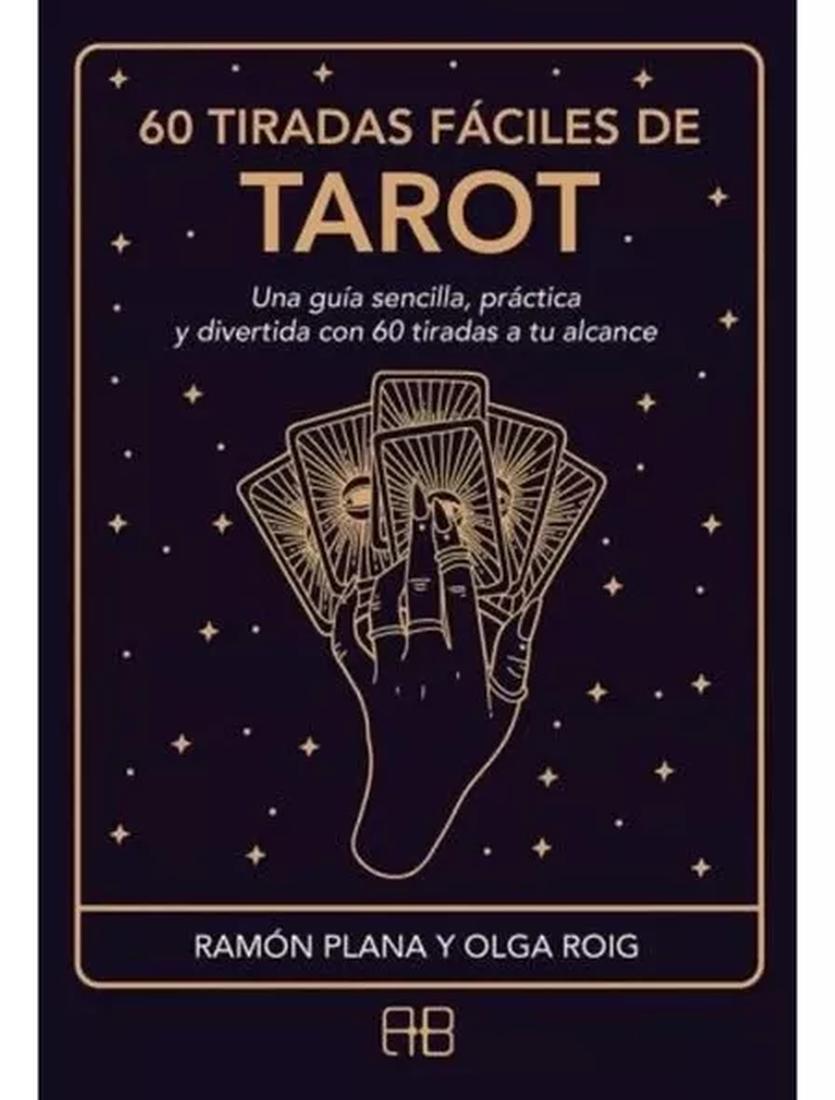 60 TIRADAS FÁCILES DE
TAROT
Una guía sencilla, práctica
y divertida con 60 tiradas a tu alcance
RAMÓN PLANA Y OLGA ROIG
AB